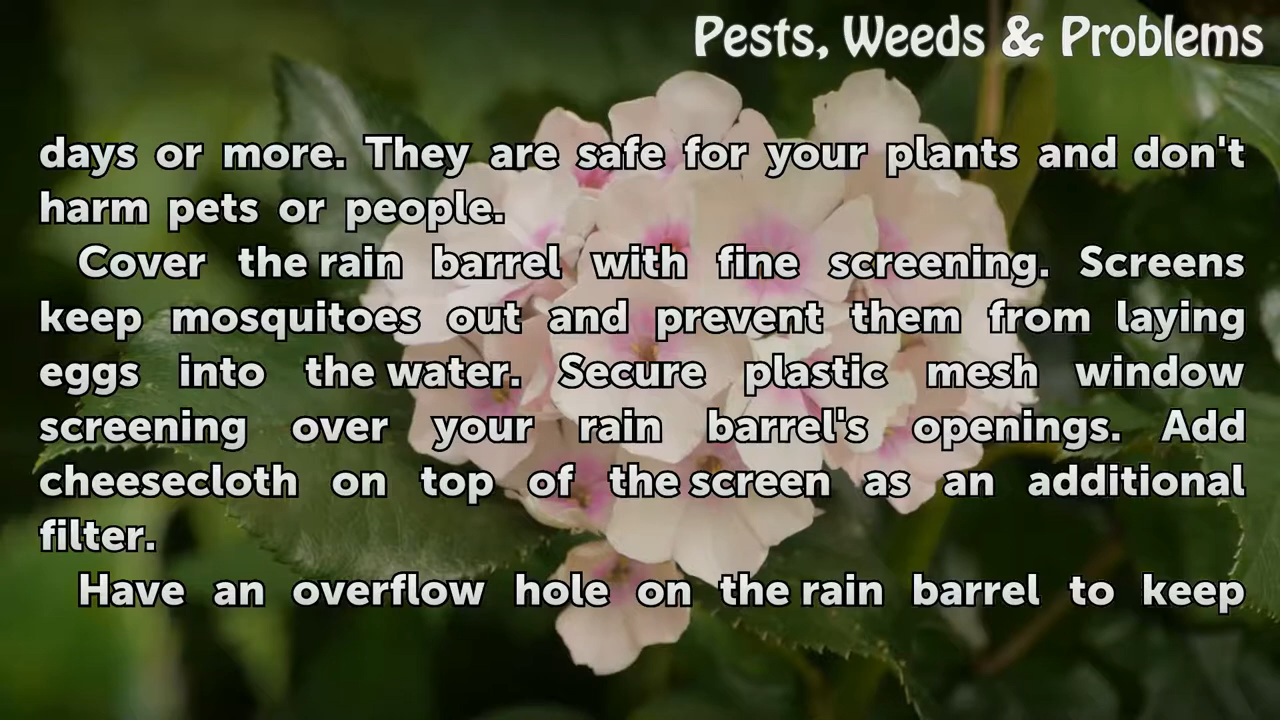 Pests, Weeds & Problems
days or more. They are safe for your plants and don't
harm pets or people.
Cover the rain barrel with fine screening. Screens
keep mosquitoes out and prevent them from laying
eggs into the water. Secure plastic mesh window
screening over your rain barrel's openings. Add
cheesecloth on top of the screen as an additional
filter.
Have an overflow hole on the rain barrel to keep